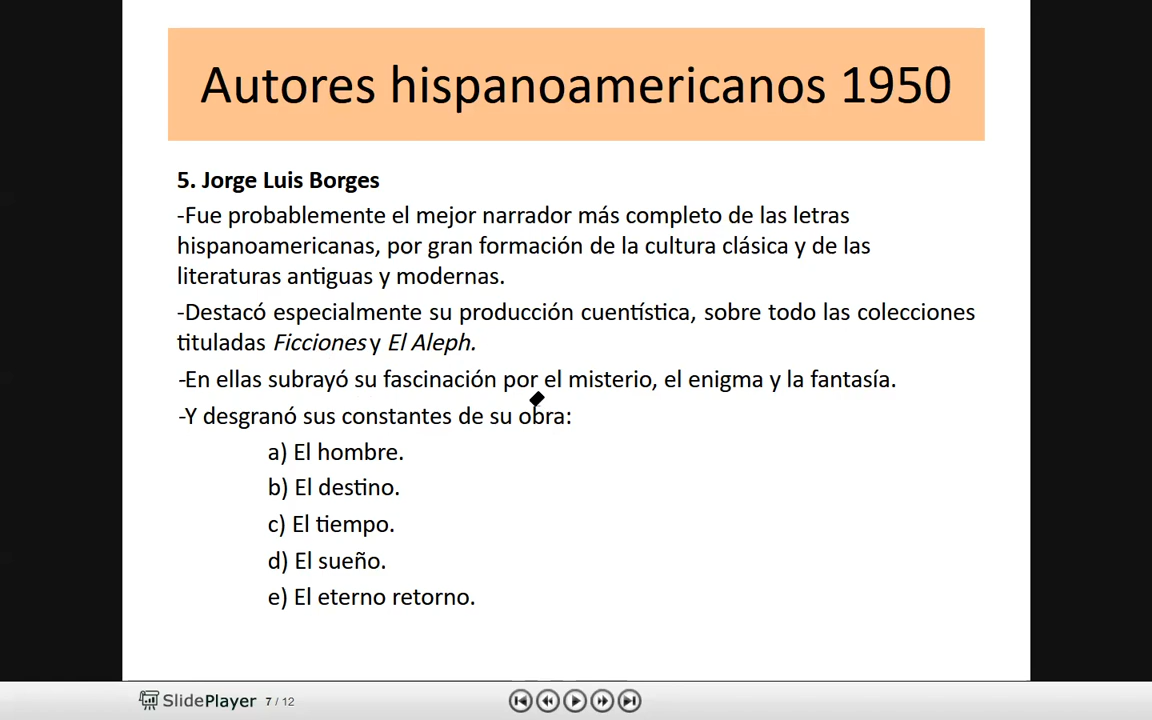 Autores hispanoamericanos 1950
5. Jorge Luis Borges
-Fue probablemente el mejor narrador más completo de las letras
hispanoamericanas, por gran formación de la cultura clásica y de las
literaturas antiguas y modernas.
-Destacó especialmente su producción cuentística, sobre todo las colecciones
tituladas Ficciones y El Aleph.
-En ellas subrayó su fascinación por el misterio, el enigma y la fantasía.
-Y desgranó sus constantes de su obra:
a) El hombre.
b) El destino.
c) El tiempo.
d) El sueño.
e) El eterno retorno.
SlidePlayer 7 / 12